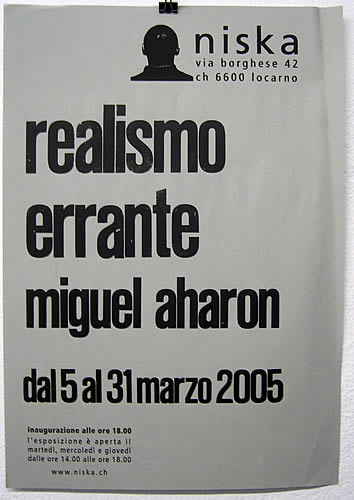 niska
via borghese 42
ch 6600 locarno
realismo
errante
miguel aharon
dal 5 al 31 marzo 2005
inaugurazione alle ore 18.00
l'esposizione è aperta il
martedì, mercoledì e giovedì
dalle ore 14.00 alle ore 18.00
www.niska.ch